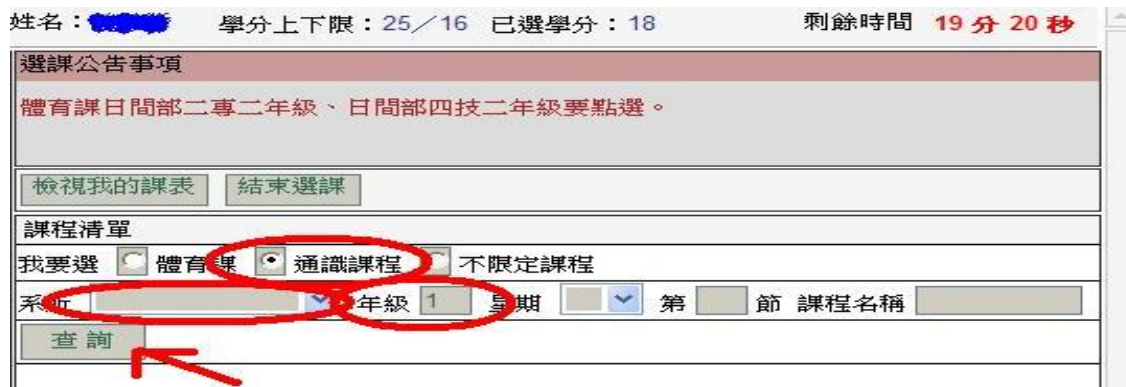 姓名： 學分上下限：25／16 已選學分：18 剩餘時間 19 分 20 秒
選課公告事項
體育課日間部二專二年級、日間部四技二年級要點選。
檢視我的課表 結束選課
課程清單
我要選 體育課 通識課程 不限定課程
系所 年級 1 星期 第 節 課程名稱
查詢